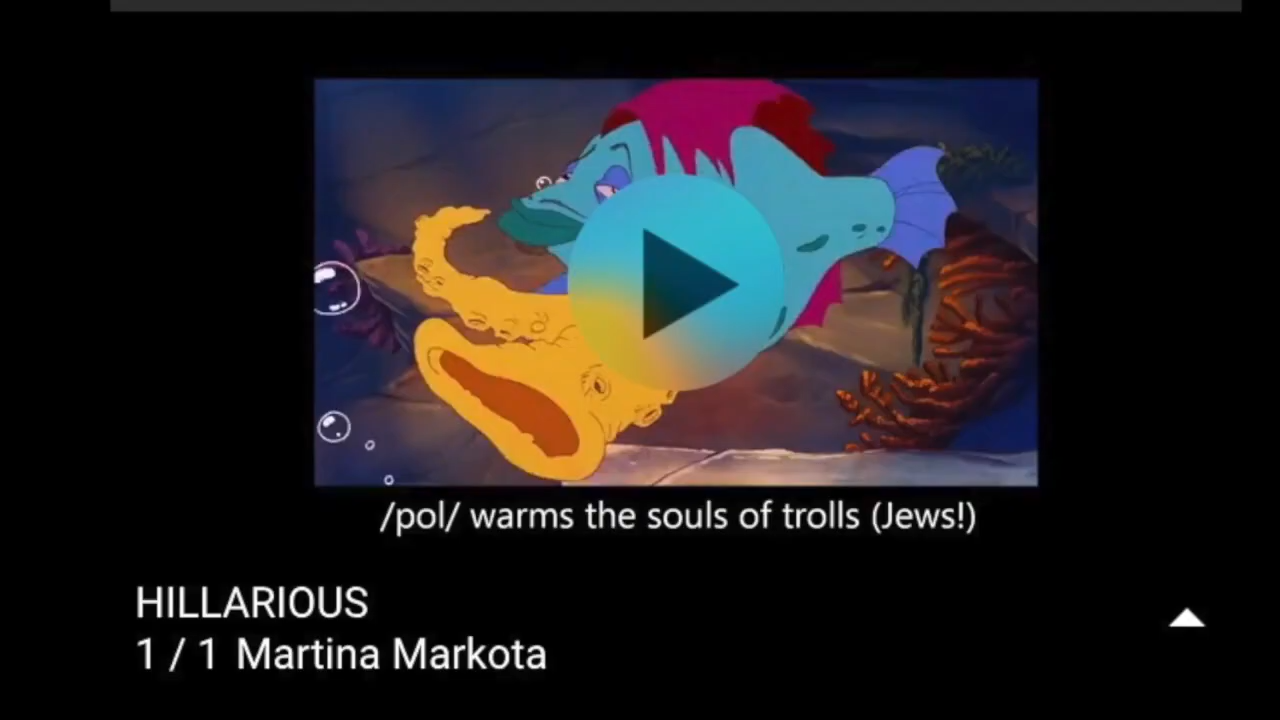 /pol/ warms the souls of trolls (Jews!)
HILLARIOUS
1 / 1 Martina Markota